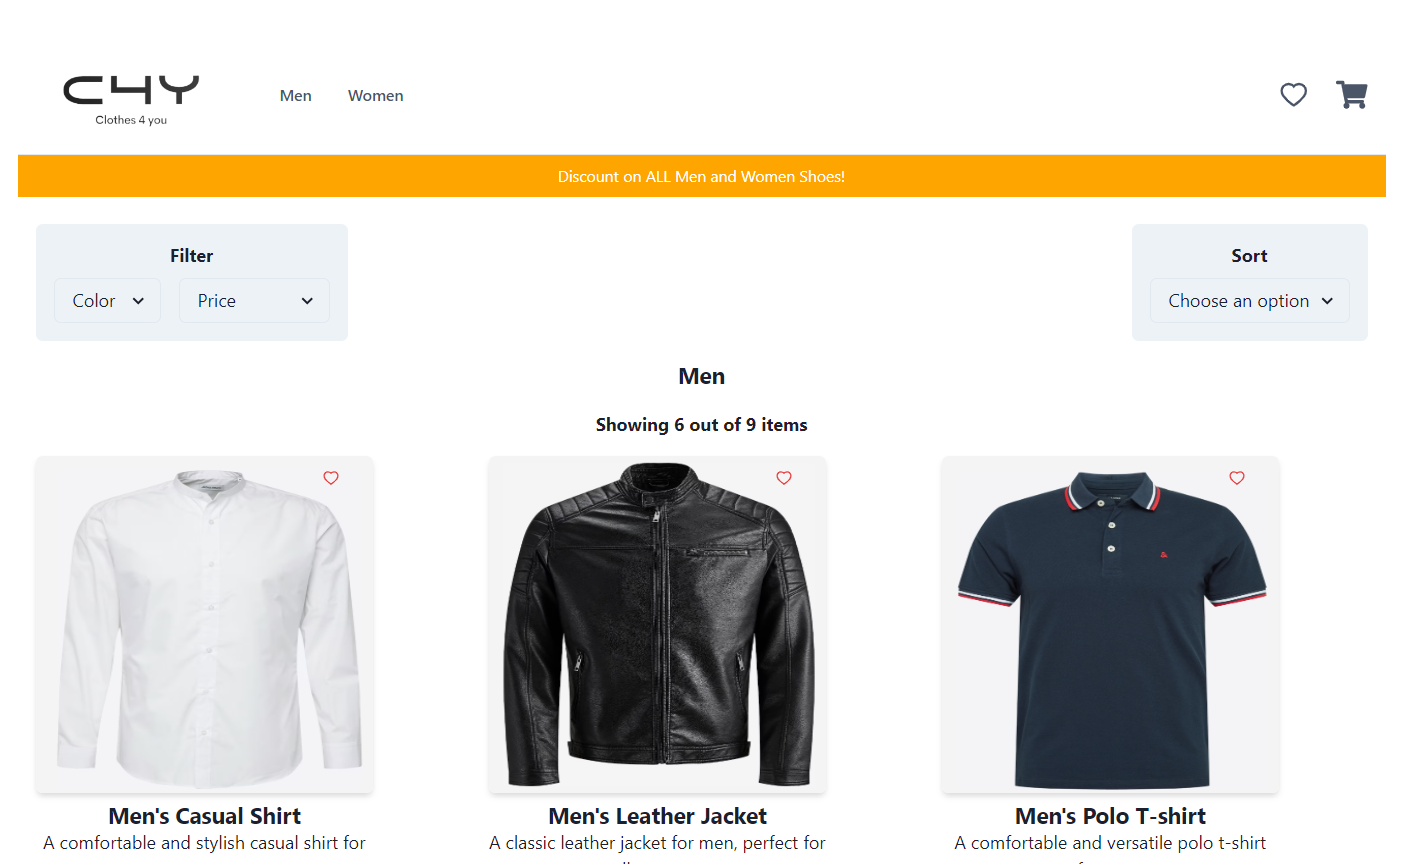 C4Y
Clothes 4 you
Men
Women
Discount on ALL Men and Women Shoes!
Filter
Color
Price
Sort
Choose an option
Men
Showing 6 out of 9 items
Men's Casual Shirt
A comfortable and stylish casual shirt for
Men's Leather Jacket
A classic leather jacket for men, perfect for
Men's Polo T-shirt
A comfortable and versatile polo t-shirt